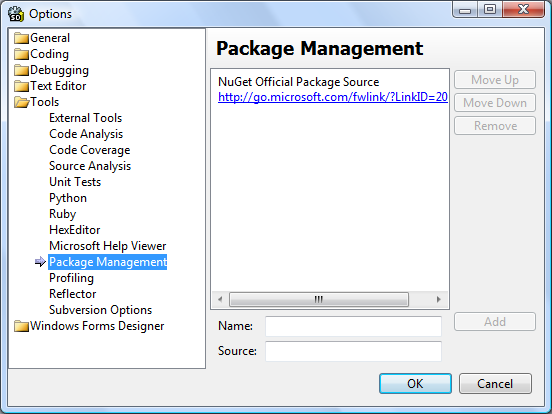 Options
General
Coding
Debugging
Text Editor
Tools
External Tools
Code Analysis
Code Coverage
Source Analysis
Unit Tests
Python
Ruby
HexEditor
Microsoft Help Viewer
Package Management
Profiling
Reflector
Subversion Options
Windows Forms Designer
Package Management
NuGet Official Package Source
http://go.microsoft.com/fwlink/?LinkID=20
Move Up
Move Down
Remove
Name:
Add
Source:
OK
Cancel